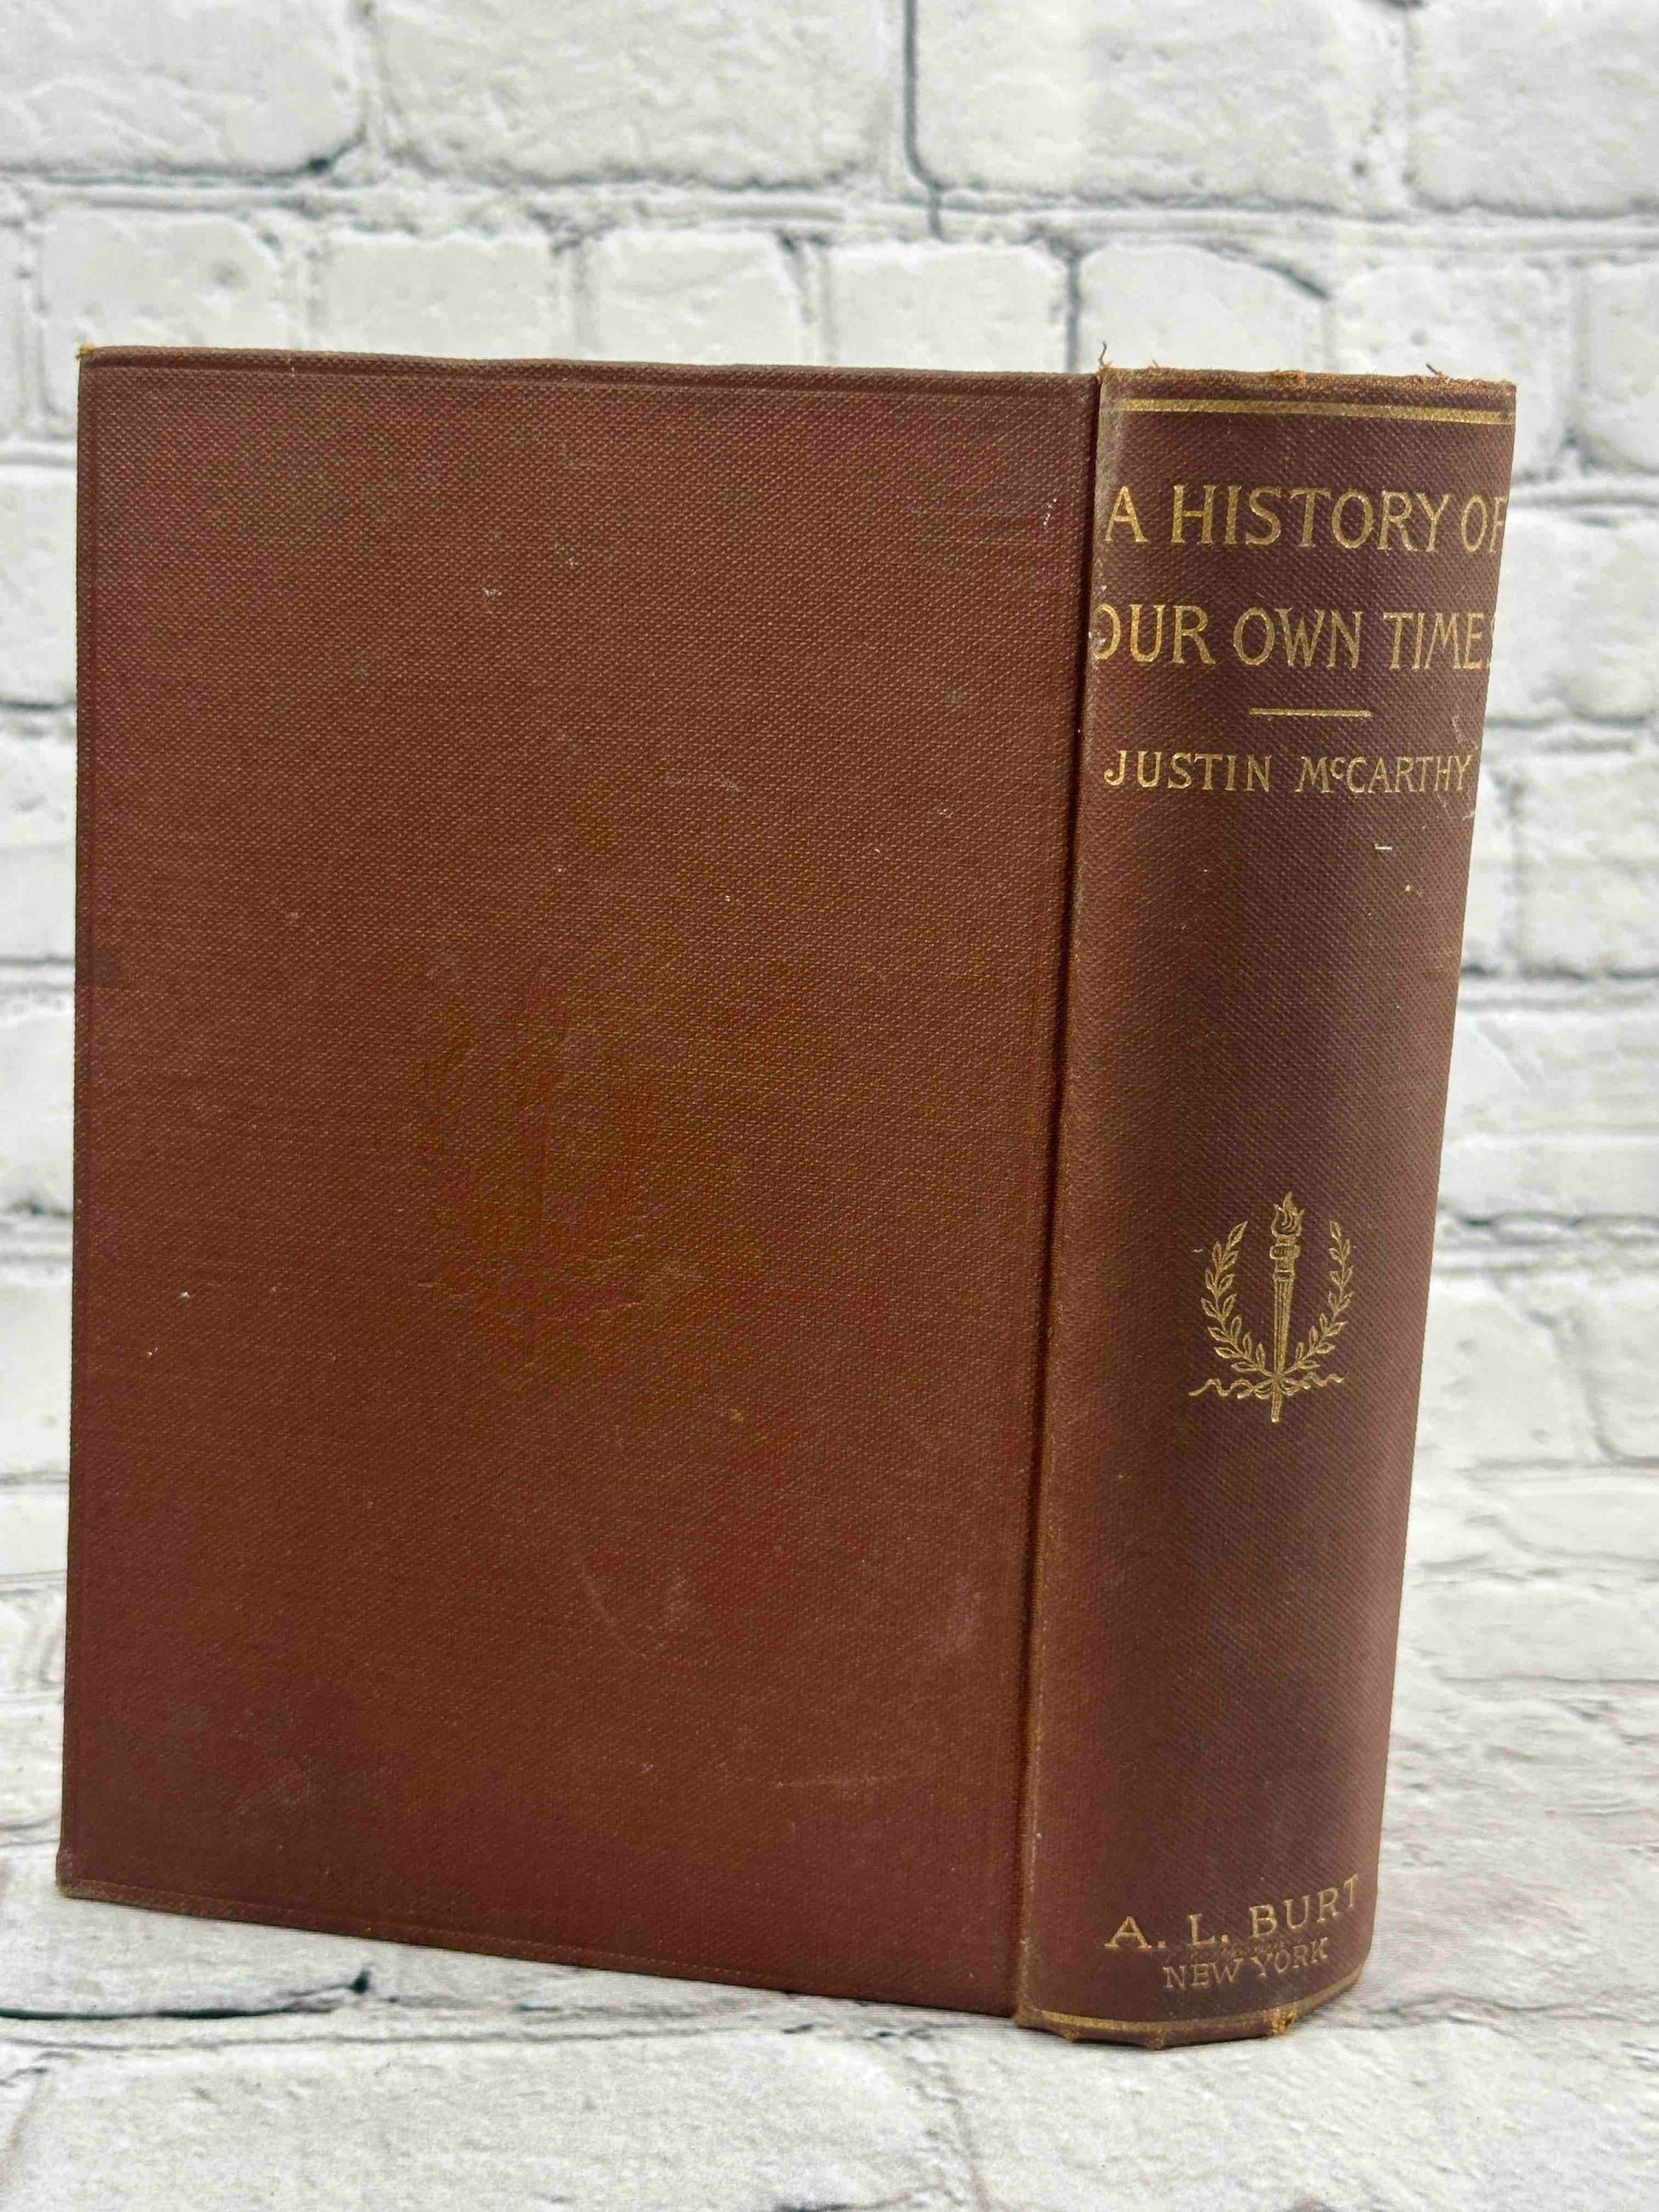 A HISTORY OF
OUR OWN TIMES
JUSTIN McCARTHY
A. L. BURT
NEW YORK